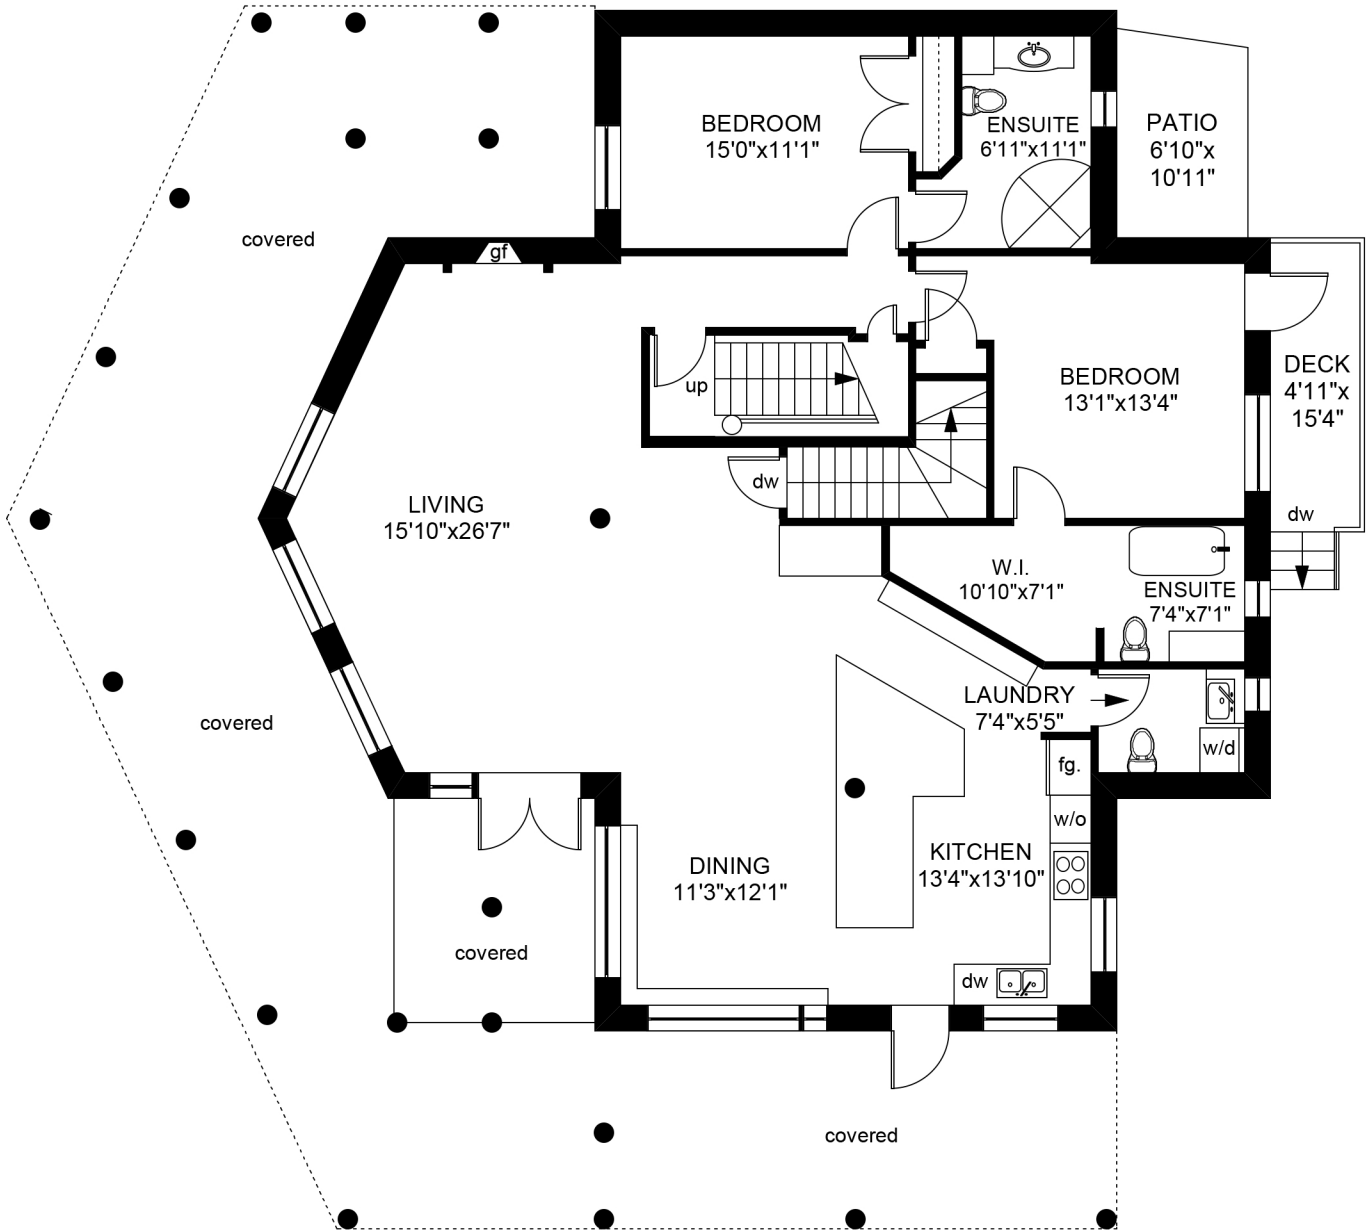 BEDROOM
15'0"x11'1"
ENSUITE
6'11"x11'1"
PATIO
6'10"x
10'11"
covered
gf
up
BEDROOM
13'1"x13'4"
DECK
4'11"x
15'4"
dw
LIVING
15'10"x26'7"
dw
W.I.
10'10"x7'1"
ENSUITE
7'4"x7'1"
LAUNDRY
7'4"x5'5"
covered
w/d
fg.
w/o
DINING
11'3"x12'1"
KITCHEN
13'4"x13'10"
covered
dw
covered